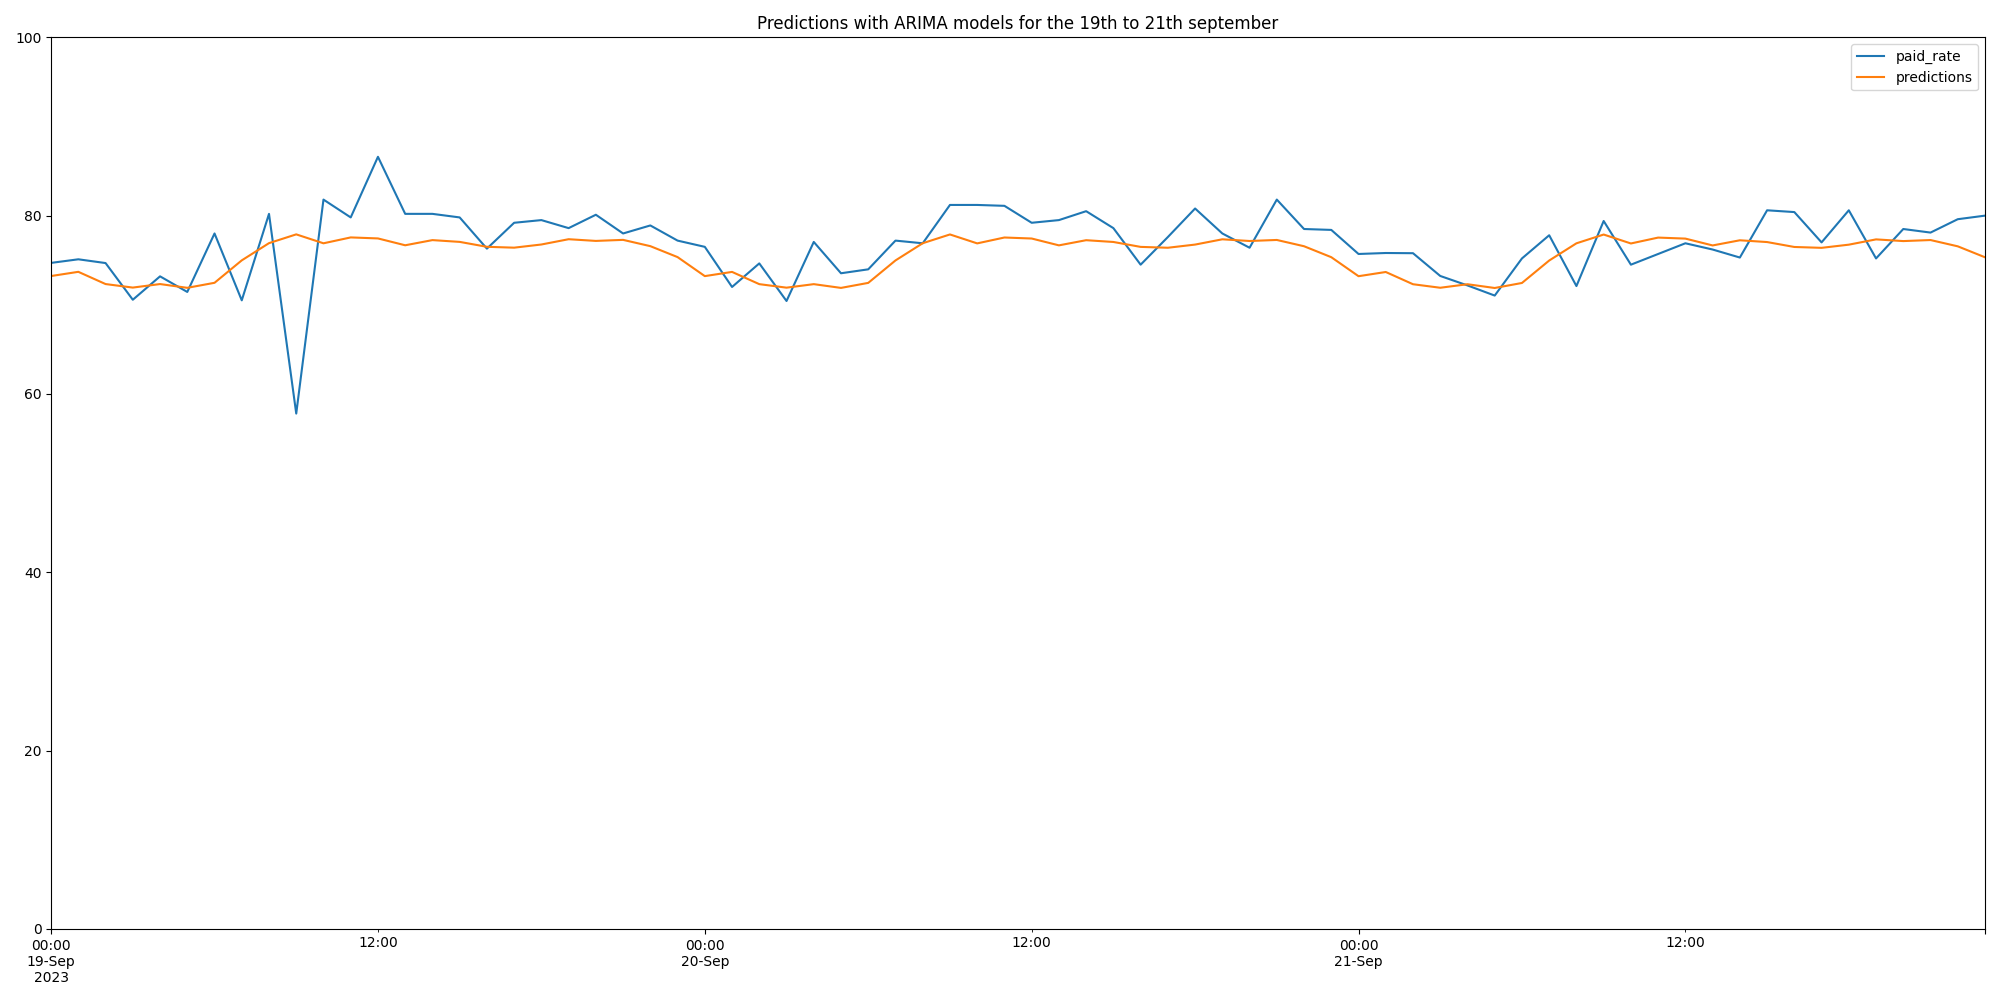 Predictions with ARIMA models for the 19th to 21th september
paid_rate
predictions
100
80
60
40
20
0
00:00
19-Sep
2023
12:00
00:00
20-Sep
12:00
00:00
21-Sep
12:00